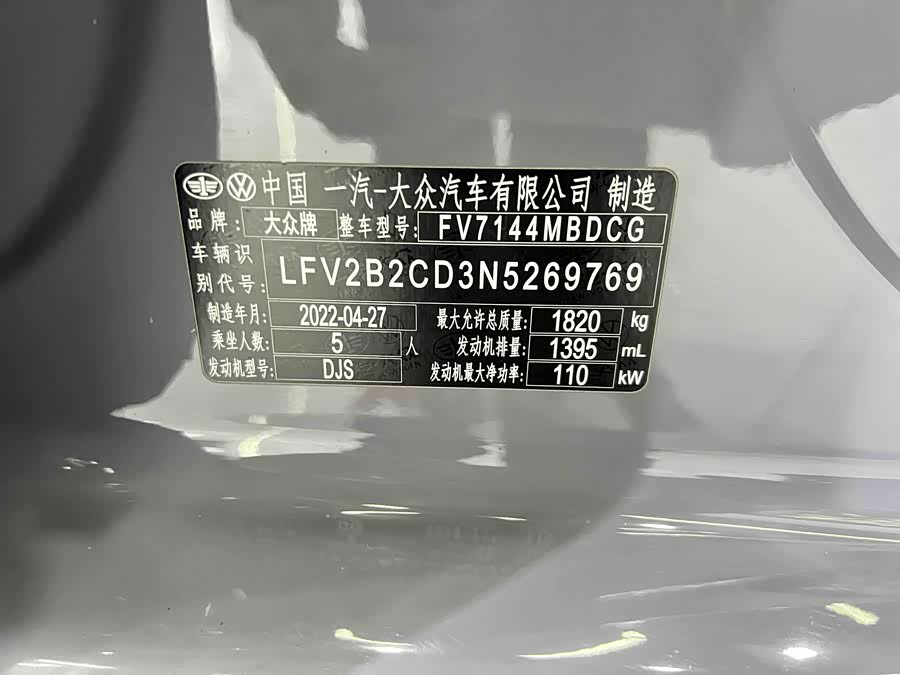 中国 一汽-大众汽车有限公司 制造
品牌: 大众牌 整车型号: FV7144MBDCG
车辆识别代号: LFV2B2CD3N5269769
制造年月: 2022-04-27 最大允许总质量: 1820 kg
乘坐人数: 5 人 发动机排量: 1395 mL
发动机型号: DJS 发动机最大净功率: 110 kW